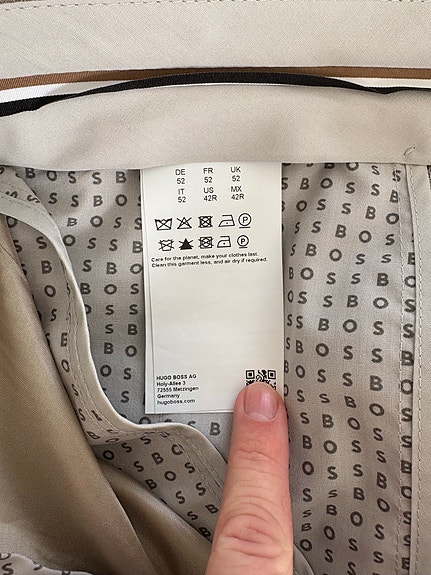 DE FR UK
52 52 52
IT US MX
52 42R 42R
P
P
Care for the planet, make your clothes last.
Clean this garment less, and air dry if required.
HUGO BOSS AG
Holy-Allee 3
72555 Metzingen
Germany
hugoboss.com
BOSS